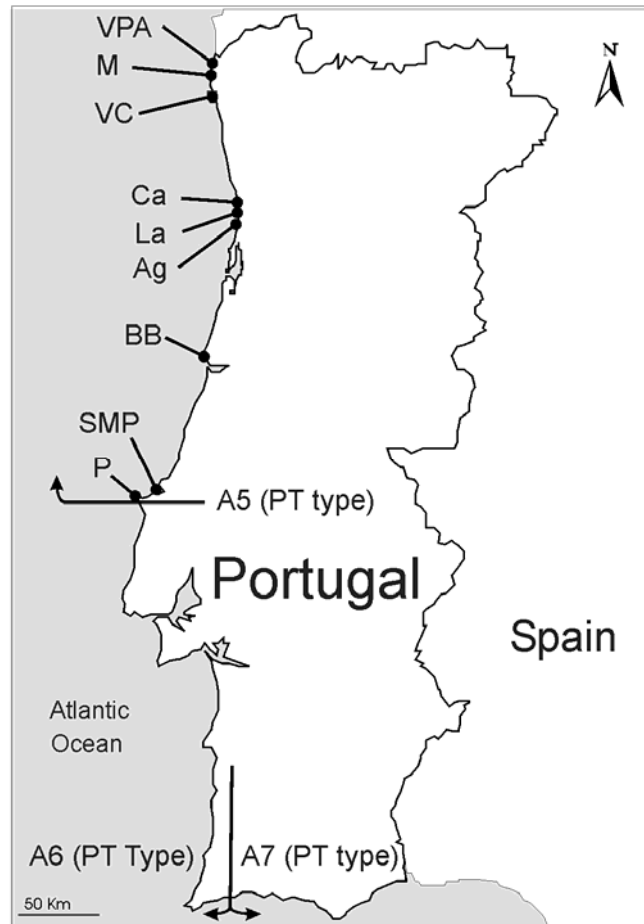 VPA
M
N
VC
Ca
La
Ag
BB
SMP
P
A5 (PT type)
Portugal
Spain
Atlantic
Ocean
A6 (PT Type)
A7 (PT type)
50 Km